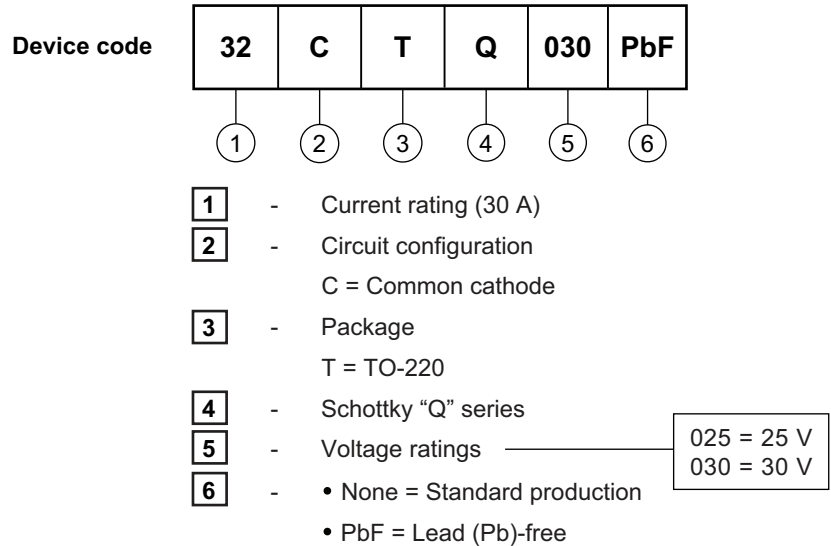 Device code 32 C T Q 030 PbF
1 2 3 4 5 6
1 - Current rating (30 A)
2 - Circuit configuration
C = Common cathode
3 - Package
T = TO-220
4 - Schottky “Q” series
5 - Voltage ratings
025 = 25 V
030 = 30 V
6 - • None = Standard production
• PbF = Lead (Pb)-free